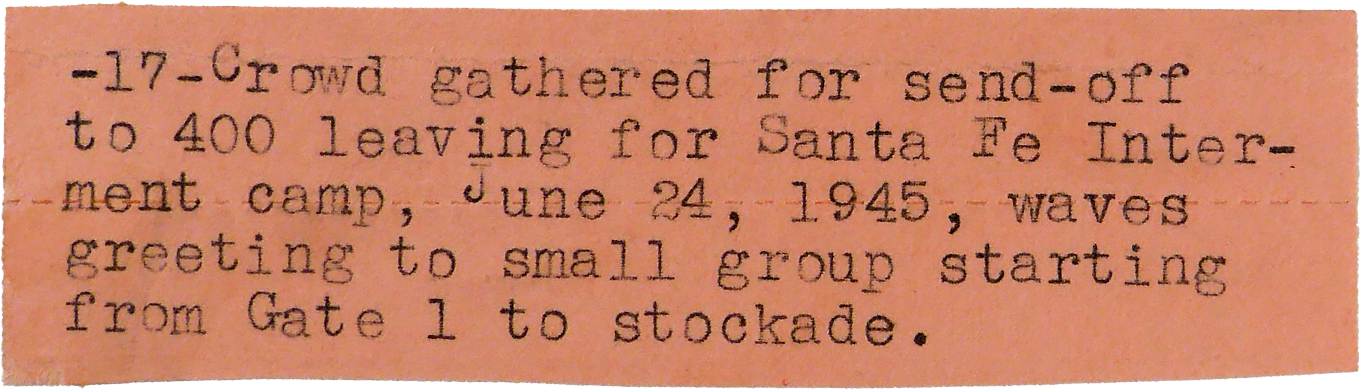 -17-Crowd gathered for send-off
to 400 leaving for Santa Fe Inter-
ment camp, June 24, 1945, waves
greeting to small group starting
from Gate 1 to stockade.